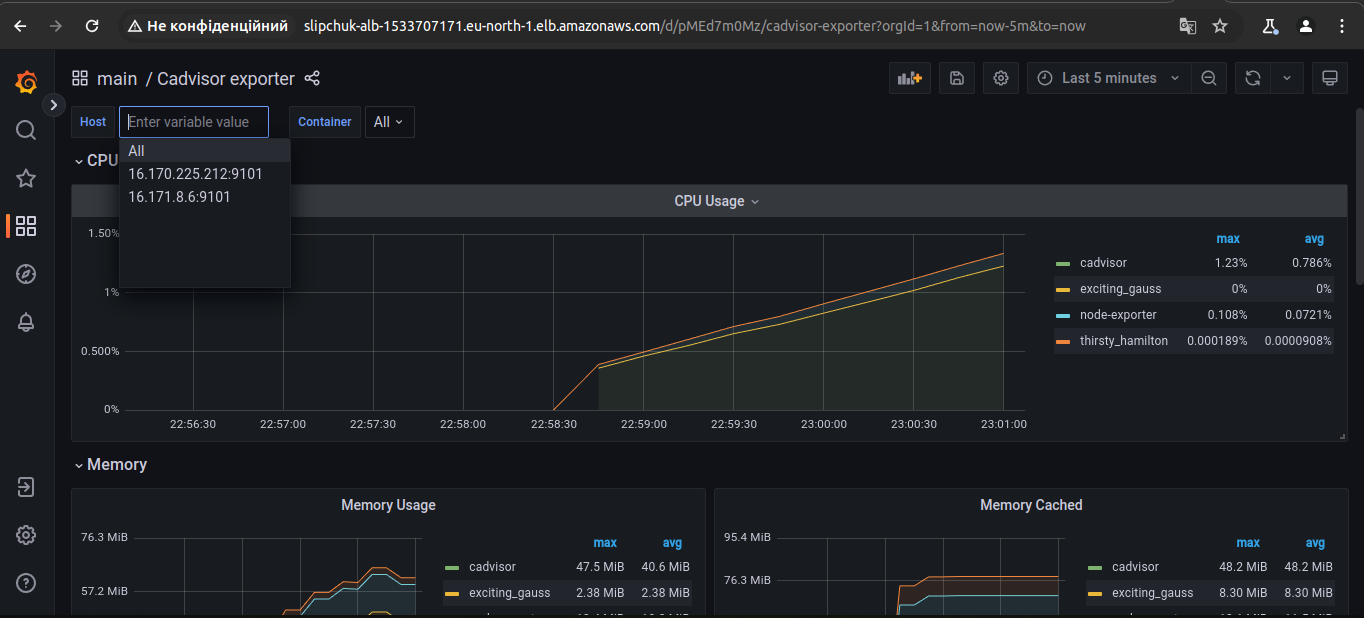 Не конфіденційний slipchuk-alb-1533707171.eu-north-1.elb.amazonaws.com/d/pMEd7m0Mz/cadvisor-exporter?orgId=1&from=now-5m&to=now
main / Cadvisor exporter
Last 5 minutes
Host Enter variable value Container All
All
16.170.225.212:9101
16.171.8.6:9101
CPU
CPU Usage
1.50%
1%
0.500%
0%
22:56:30 22:57:00 22:57:30 22:58:00 22:58:30 22:59:00 22:59:30 23:00:00 23:00:30 23:01:00
max avg
cadvisor 1.23% 0.786%
exciting_gauss 0% 0%
node-exporter 0.108% 0.0721%
thirsty_hamilton 0.000189% 0.0000908%
Memory
Memory Usage
76.3 MiB
57.2 MiB
max avg
cadvisor 47.5 MiB 40.6 MiB
exciting_gauss 2.38 MiB 2.38 MiB
Memory Cached
95.4 MiB
76.3 MiB
max avg
cadvisor 48.2 MiB 48.2 MiB
exciting_gauss 8.30 MiB 8.30 MiB